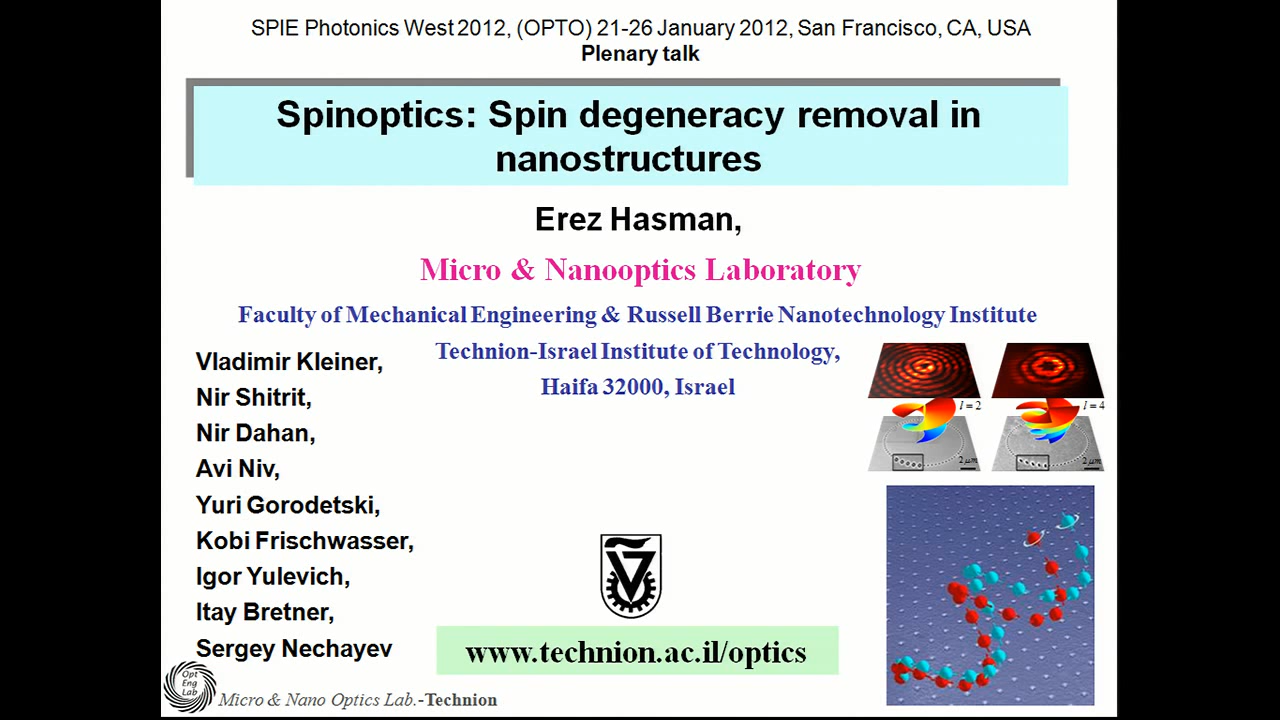 SPIE Photonics West 2012, (OPTO) 21-26 January 2012, San Francisco, CA, USA
Plenary talk
Spinoptics: Spin degeneracy removal in
nanostructures
Erez Hasman,
Micro & Nanooptics Laboratory
Faculty of Mechanical Engineering & Russell Berrie Nanotechnology Institute
Technion-Israel Institute of Technology,
Haifa 32000, Israel
Vladimir Kleiner,
Nir Shitrit,
Nir Dahan,
Avi Niv,
Yuri Gorodetski,
Kobi Frischwasser,
Igor Yulevich,
Itay Bretner,
Sergey Nechayev
l = 2
l = 4
2 μm
2 μm
www.technion.ac.il/optics
Opt
Eng
Lab
Micro & Nano Optics Lab.-Technion